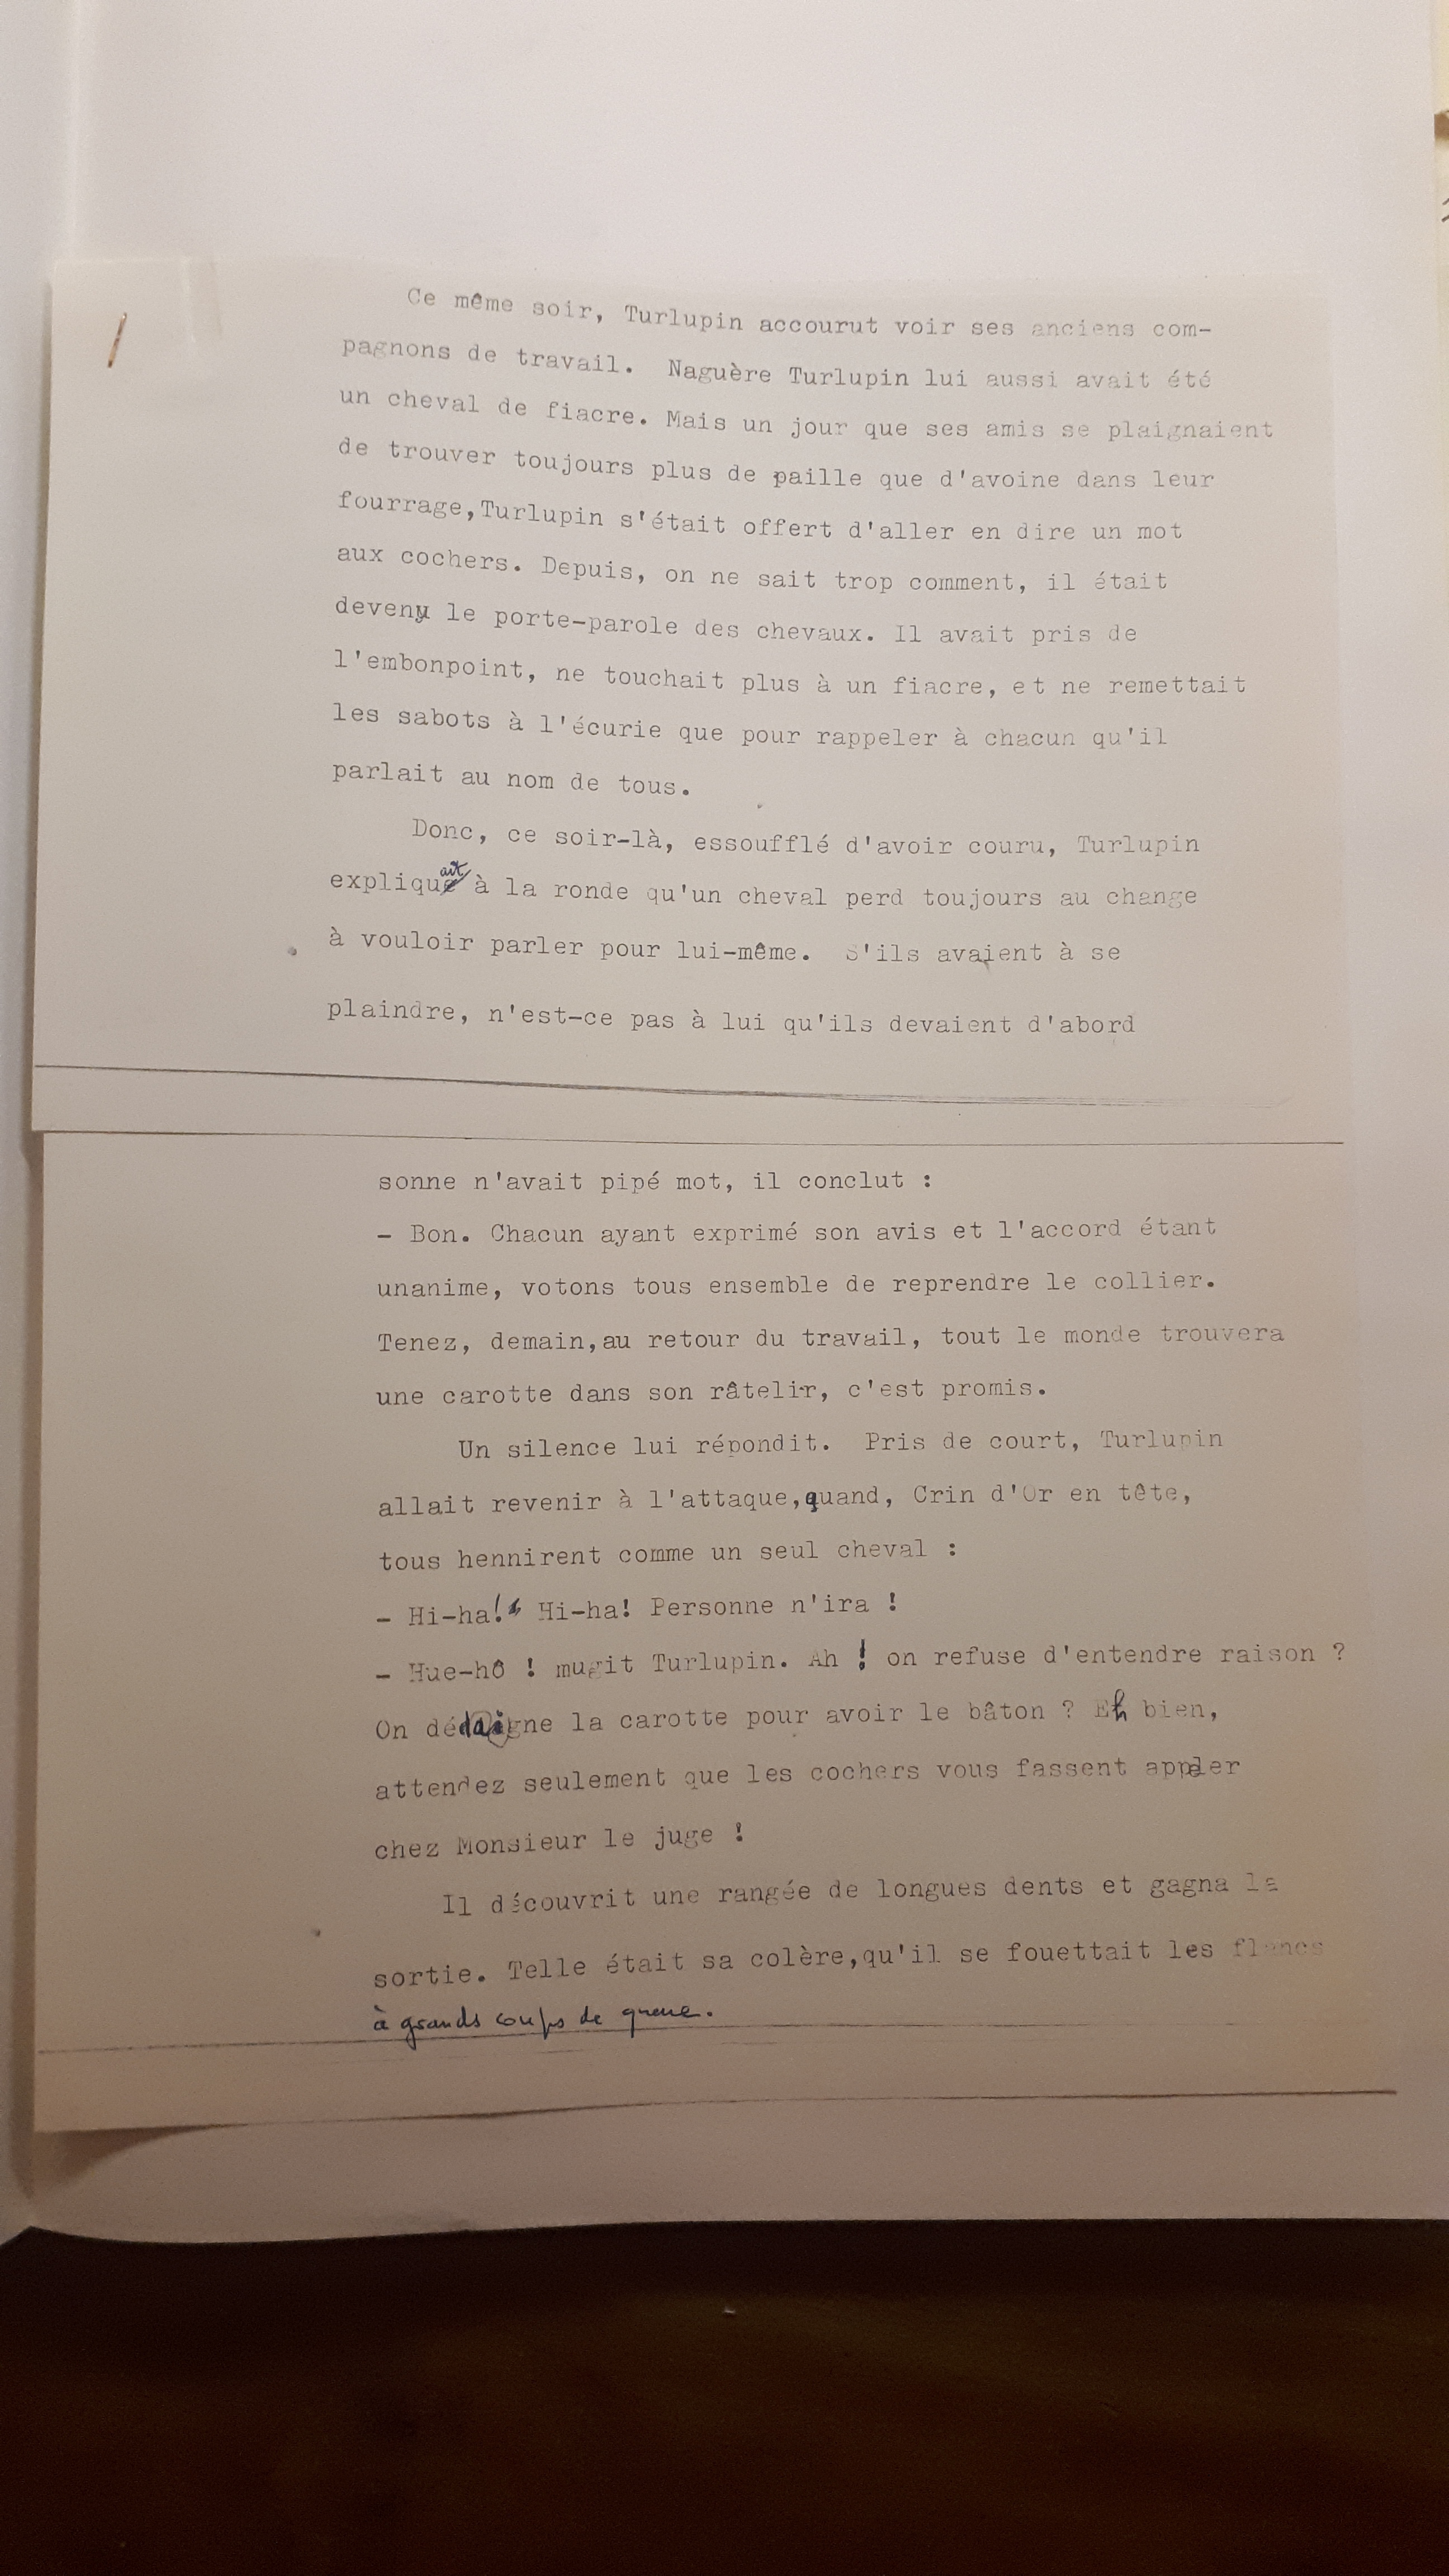 Ce même soir, Turlupin accourut voir ses anciens com-
pagnons de travail. Naguère Turlupin lui aussi avait été
un cheval de fiacre. Mais un jour que ses amis se plaignaient
de trouver toujours plus de paille que d'avoine dans leur
fourrage,Turlupin s'était offert d'aller en dire un mot
aux cochers. Depuis, on ne sait trop comment, il était
devenu le porte-parole des chevaux. Il avait pris de
l'embonpoint, ne touchait plus à un fiacre, et ne remettait
les sabots à l'écurie que pour rappeler à chacun qu'il
parlait au nom de tous.
Donc, ce soir-là, essoufflé d'avoir couru, Turlupin
expliquait à la ronde qu'un cheval perd toujours au change
à vouloir parler pour lui-même. S'ils avaient à se
plaindre, n'est-ce pas à lui qu'ils devaient d'abord
sonne n'avait pipé mot, il conclut :
- Bon. Chacun ayant exprimé son avis et l'accord étant
unanime, votons tous ensemble de reprendre le collier.
Tenez, demain,au retour du travail, tout le monde trouvera
une carotte dans son râtelir, c'est promis.
Un silence lui répondit. Pris de court, Turlupin
allait revenir à l'attaque,quand, Crin d'Or en tête,
tous hennirent comme un seul cheval :
- Hi-ha! Hi-ha! Personne n'ira !
- Hue-hô ! mugit Turlupin. Ah ! on refuse d'entendre raison ?
On dédaigne la carotte pour avoir le bâton ? Eh bien,
attendez seulement que les cochers vous fassent appeler
chez Monsieur le juge !
Il découvrit une rangée de longues dents et gagna la
sortie. Telle était sa colère,qu'il se fouettait les flancs
à grands coups de queue.